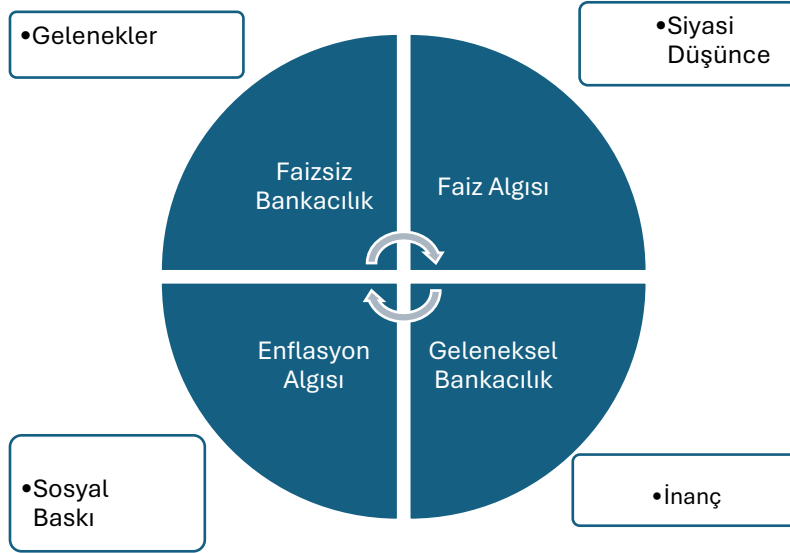 •Gelenekler
•Siyasi
Düşünce
Faizsiz
Bankacılık
Faiz Algısı
Enflasyon
Algısı
Geleneksel
Bankacılık
•Sosyal
Baskı
•İnanç